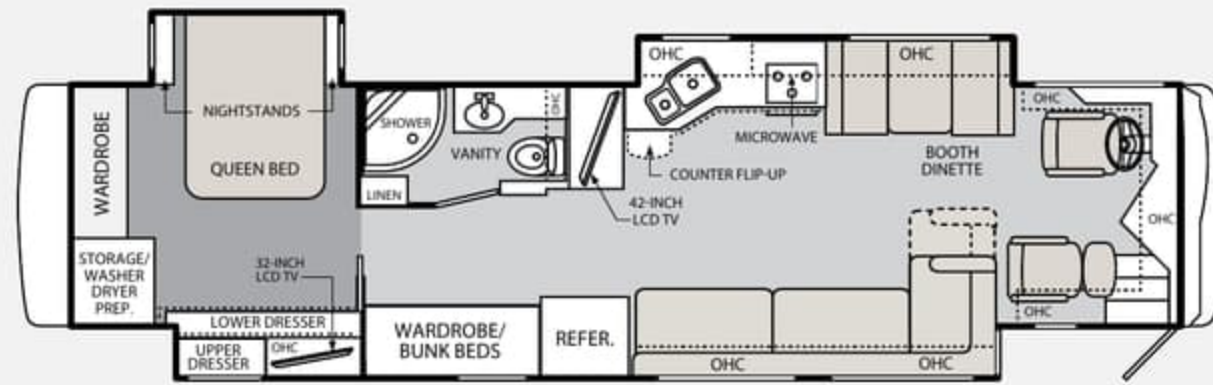 WARDROBE
STORAGE/
WASHER
DRYER
PREP.
NIGHTSTANDS
QUEEN BED
32-INCH
LCD TV
LOWER DRESSER
UPPER
DRESSER
OHC
SHOWER
LINEN
VANITY
OHC
42-INCH
LCD TV
WARDROBE/
BUNK BEDS
REFER.
OHC
MICROWAVE
COUNTER FLIP-UP
OHC
BOOTH
DINETTE
OHC
OHC
OHC
OHC
OHC